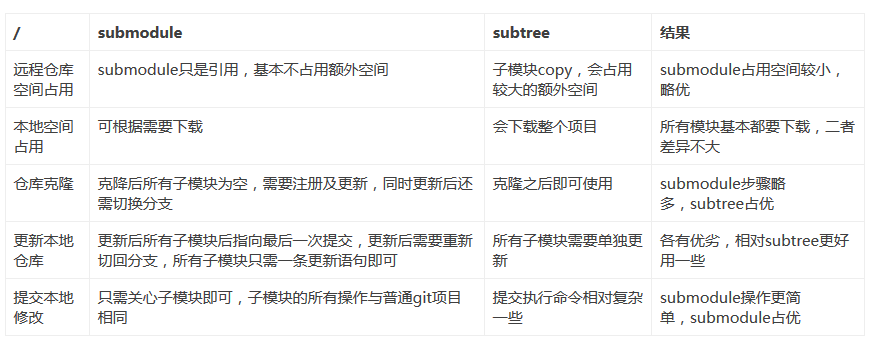 / submodule subtree 结果
远程仓库 submodule只是引用，基本不占用额外空间 子模块copy，会占用 submodule占用空间较小，
空间占用 较大的额外空间 略优
本地空间 可根据需要下载 会下载整个项目 所有模块基本都要下载，二者
占用 差异不大
仓库克隆 克降后所有子模块为空，需要注册及更新，同时更新后还 克隆之后即可使用 submodule步骤略
需切换分支 多，subtree占优
更新本地 更新后所有子模块后指向最后一次提交，更新后需要重新 所有子模块需要单独更 各有优劣，相对subtree更好
仓库 切回分支，所有子模块只需一条更新语句即可 新 用一些
提交本地 只需关心子模块即可，子模块的所有操作与普通git项目 提交执行命令相对复杂 submodule操作更简
修改 相同 一些 单，submodule占优